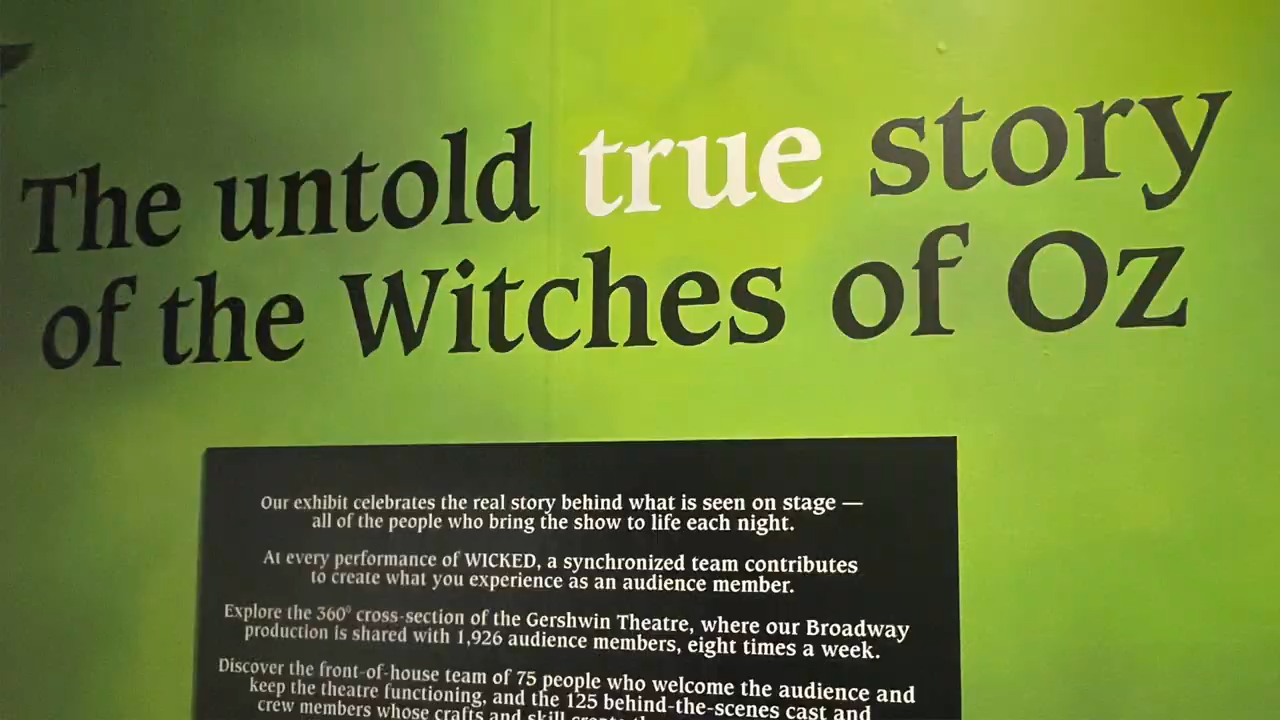 The untold true story
of the Witches of Oz
Our exhibit celebrates the real story behind what is seen on stage —
all of the people who bring the show to life each night.
At every performance of WICKED, a synchronized team contributes
to create what you experience as an audience member.
Explore the 360° cross-section of the Gershwin Theatre, where our Broadway
production is shared with 1,926 audience members, eight times a week.
Discover the front-of-house team of 75 people who welcome the audience and
keep the theatre functioning, and the 125 behind-the-scenes cast and
crew members whose crafts and skill